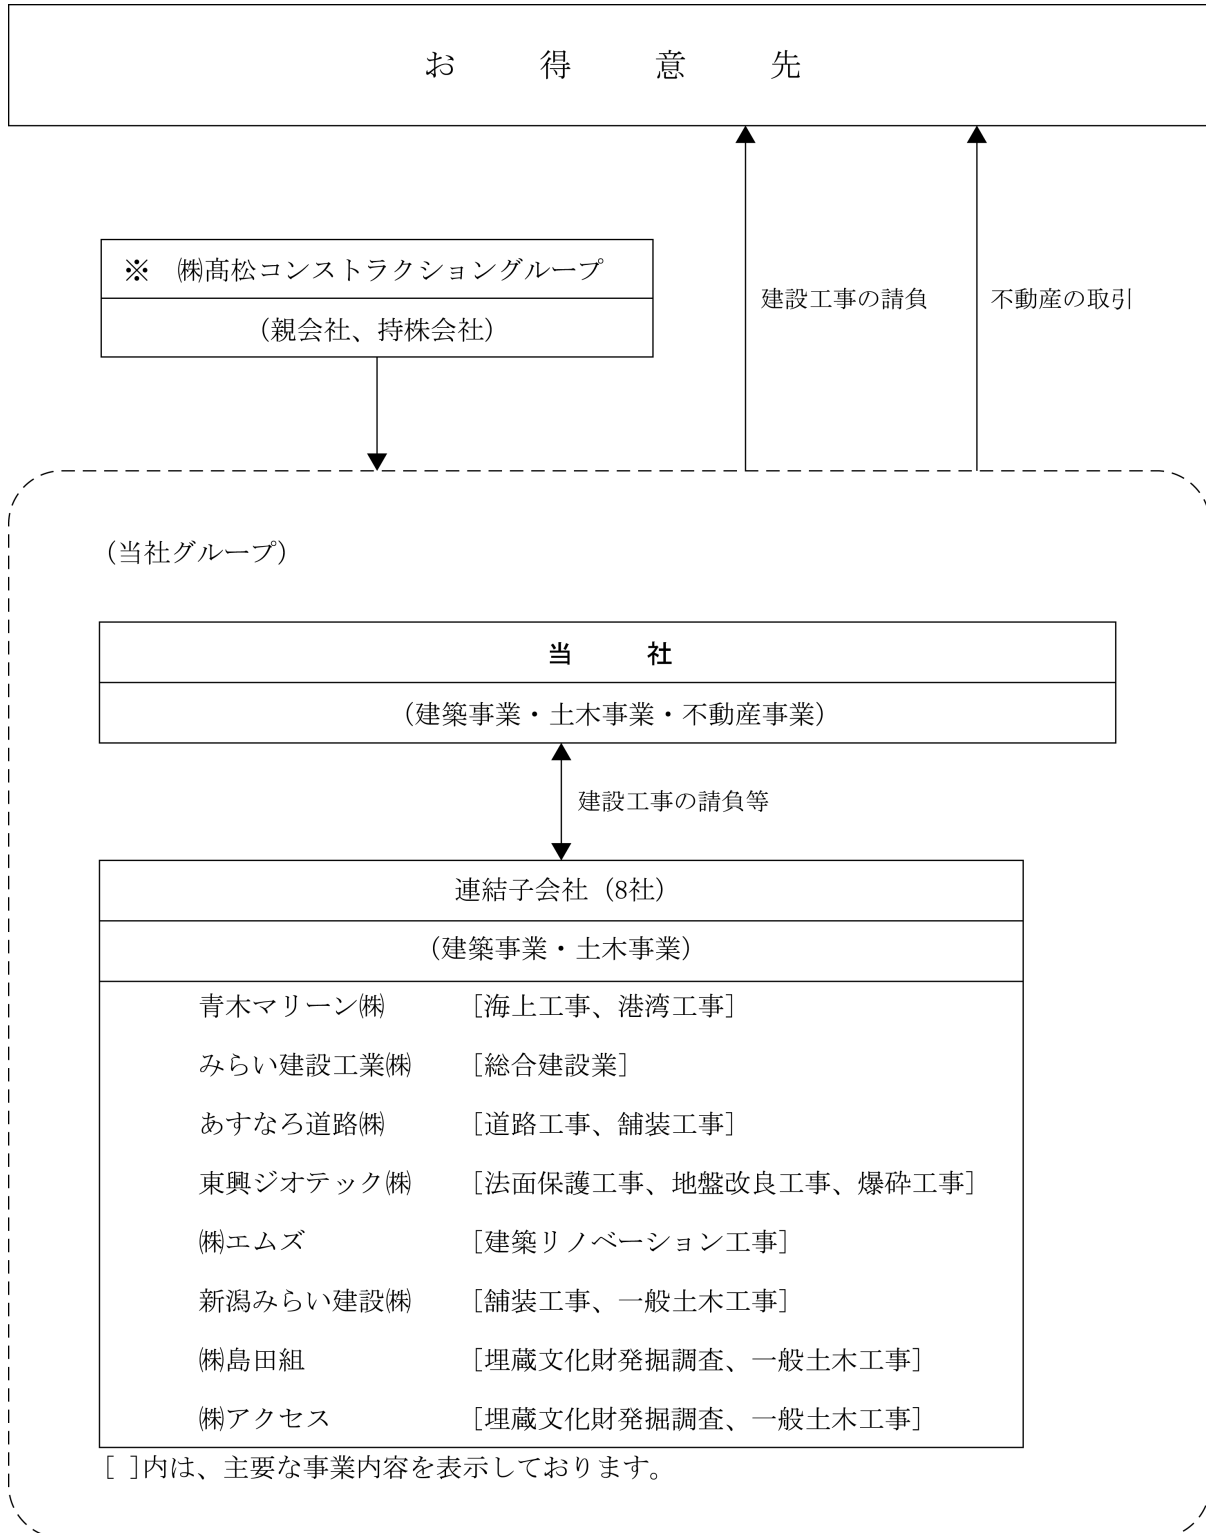 お得意先
※ ㈱髙松コンストラクショングループ
（親会社、持株会社）
建設工事の請負
不動産の取引
（当社グループ）
当社
（建築事業・土木事業・不動産事業）
建設工事の請負等
連結子会社（8社）
（建築事業・土木事業）
青木マリーン㈱ ［海上工事、港湾工事］
みらい建設工業㈱ ［総合建設業］
あすなろ道路㈱ ［道路工事、舗装工事］
東興ジオテック㈱ ［法面保護工事、地盤改良工事、爆砕工事］
㈱エムズ ［建築リノベーション工事］
新潟みらい建設㈱ ［舗装工事、一般土木工事］
㈱島田組 ［埋蔵文化財発掘調査、一般土木工事］
㈱アクセス ［埋蔵文化財発掘調査、一般土木工事］
［ ］内は、主要な事業内容を表示しております。